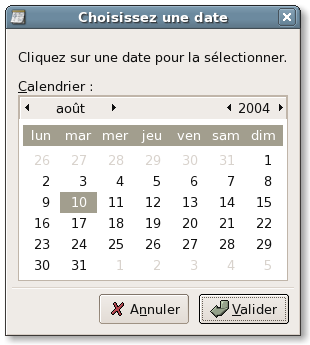 Choisissez une date
Cliquez sur une date pour la sélectionner.
Calendrier :
août 2004
lun mar mer jeu ven sam dim
26 27 28 29 30 31 1
2 3 4 5 6 7 8
9 10 11 12 13 14 15
16 17 18 19 20 21 22
23 24 25 26 27 28 29
30 31 1 2 3 4 5
Annuler Valider